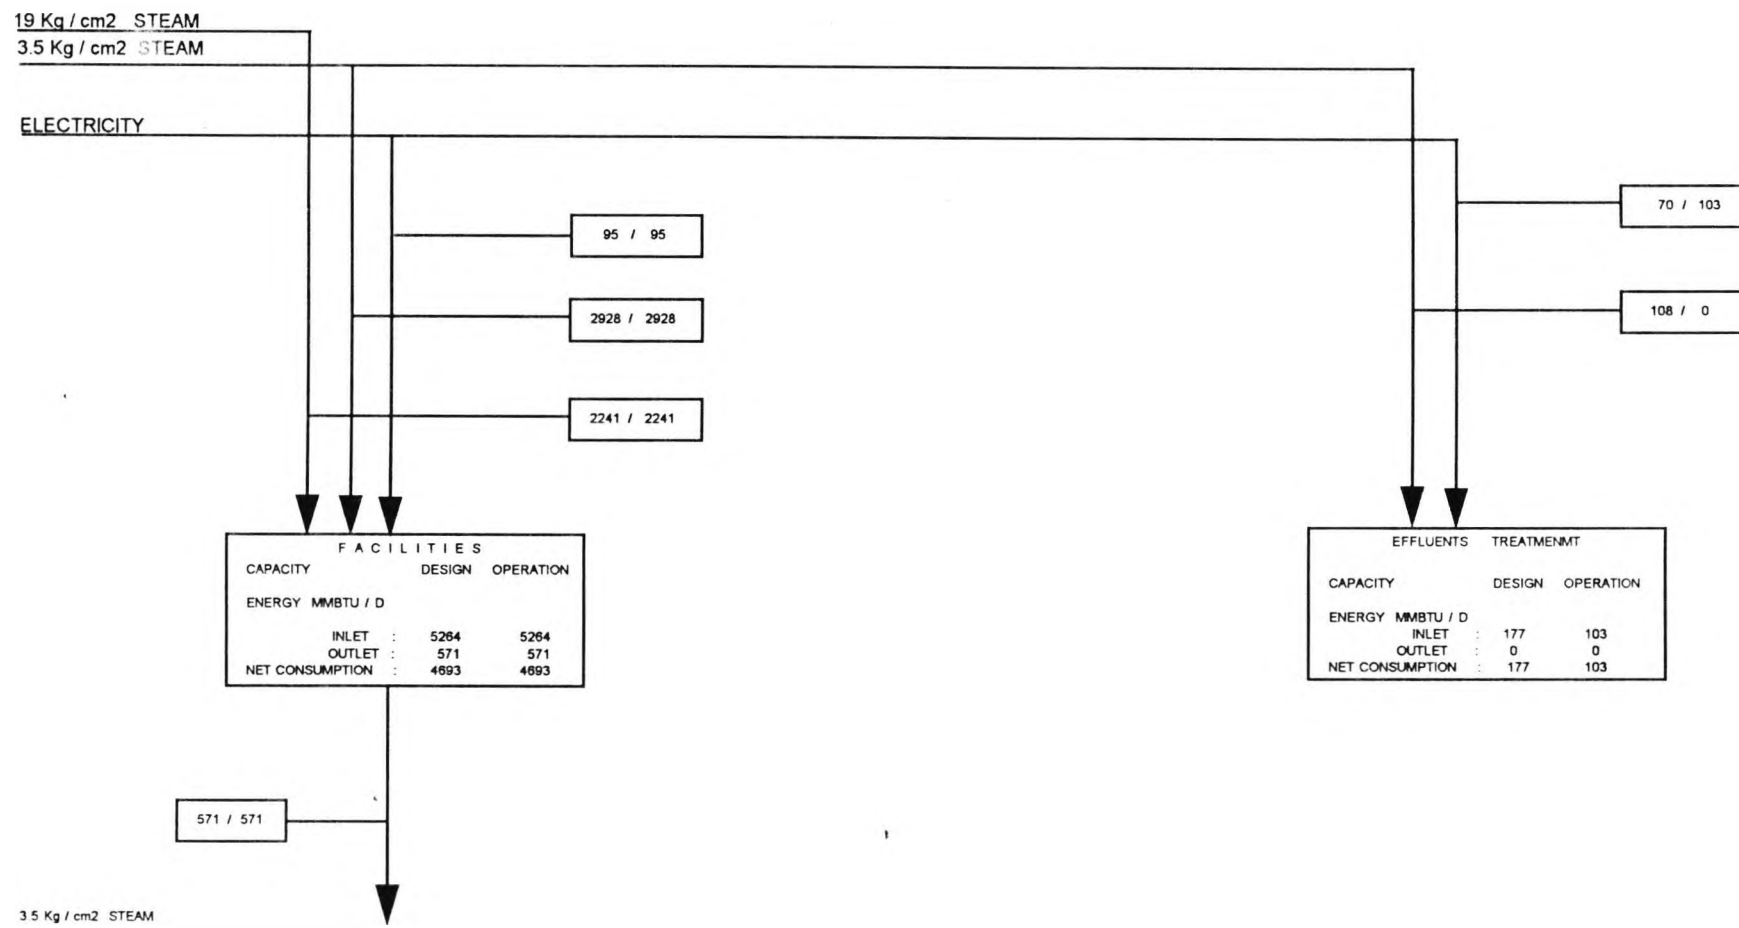 19 Kg / cm2 STEAM
3.5 Kg / cm2 STEAM
ELECTRICITY
70 / 103
95 / 95
108 / 0
2928 / 2928
2241 / 2241
FACILITIES
CAPACITY DESIGN OPERATION
ENERGY MMBTU / D
INLET : 5264 5264
OUTLET : 571 571
NET CONSUMPTION : 4693 4693
EFFLUENTS TREATMENMT
CAPACITY DESIGN OPERATION
ENERGY MMBTU / D
INLET : 177 103
OUTLET : 0 0
NET CONSUMPTION : 177 103
571 / 571
3.5 Kg / cm2 STEAM